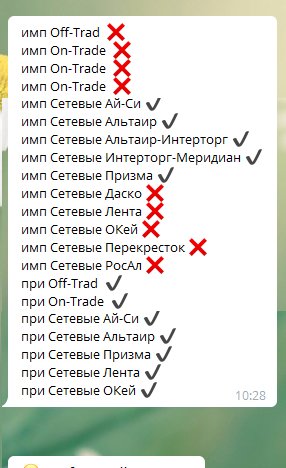 имп Off-Trad ❌
имп On-Trade ❌
имп On-Trade ❌
имп On-Trade ❌
имп Сетевые Ай-Си ✔
имп Сетевые Альтаир ✔
имп Сетевые Альтаир-Интерторг ✔
имп Сетевые Интерторг-Меридиан ✔
имп Сетевые Призма ✔
имп Сетевые Даско ❌
имп Сетевые Лента ❌
имп Сетевые ОКей ❌
имп Сетевые Перекресток ❌
имп Сетевые РосАл ❌
при Off-Trad ✔
при On-Trade ✔
при Сетевые Ай-Си ✔
при Сетевые Альтаир ✔
при Сетевые Призма ✔
при Сетевые Лента ✔
при Сетевые ОКей ✔
10:28